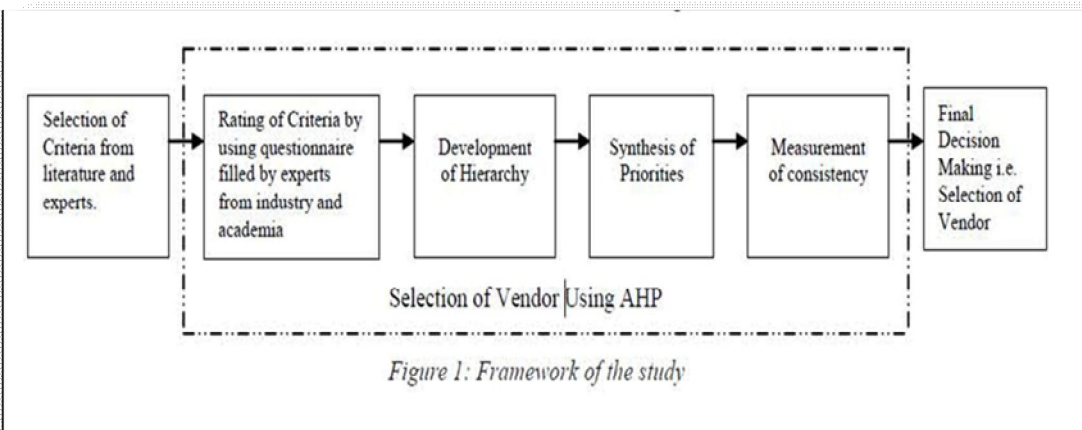 Selection of
Criteria from
literature and
experts.
Rating of Criteria by
using questionnaire
filled by experts
from industry and
academia
Development
of Hierarchy
Synthesis of
Priorities
Measurement
of consistency
Final
Decision
Making i.e.
Selection of
Vendor
Selection of Vendor Using AHP
Figure 1: Framework of the study